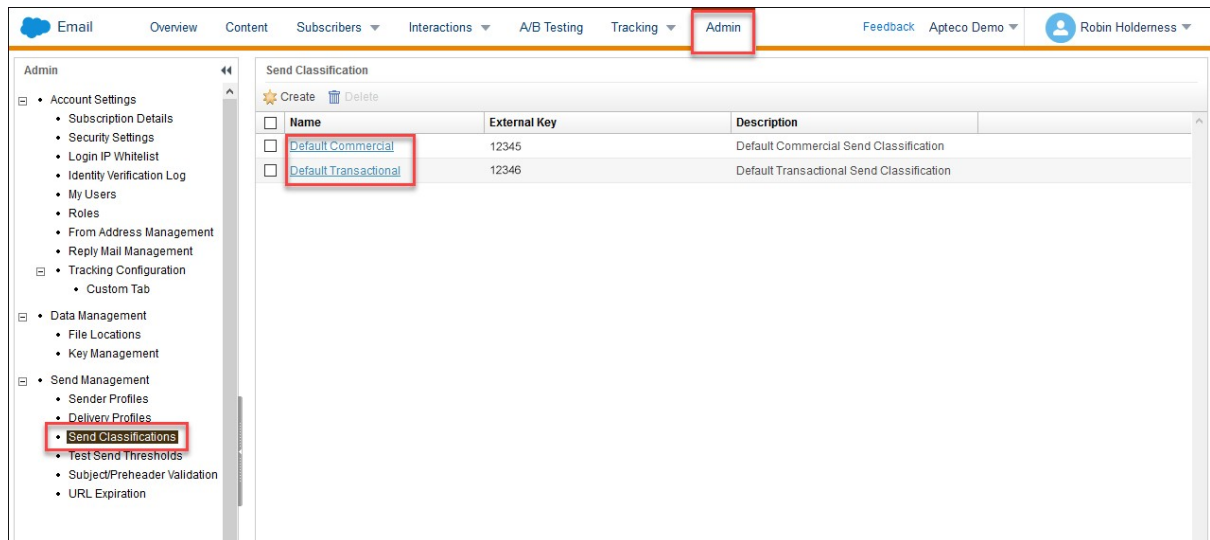 Email Overview Content Subscribers Interactions A/B Testing Tracking Admin Feedback Apteco Demo Robin Holderness
Admin
Account Settings
Subscription Details
Security Settings
Login IP Whitelist
Identity Verification Log
My Users
Roles
From Address Management
Reply Mail Management
Tracking Configuration
Custom Tab
Data Management
File Locations
Key Management
Send Management
Sender Profiles
Delivery Profiles
Send Classifications
Test Send Thresholds
Subject/Preheader Validation
URL Expiration
Send Classification
Create Delete
Name External Key Description
Default Commercial 12345 Default Commercial Send Classification
Default Transactional 12346 Default Transactional Send Classification